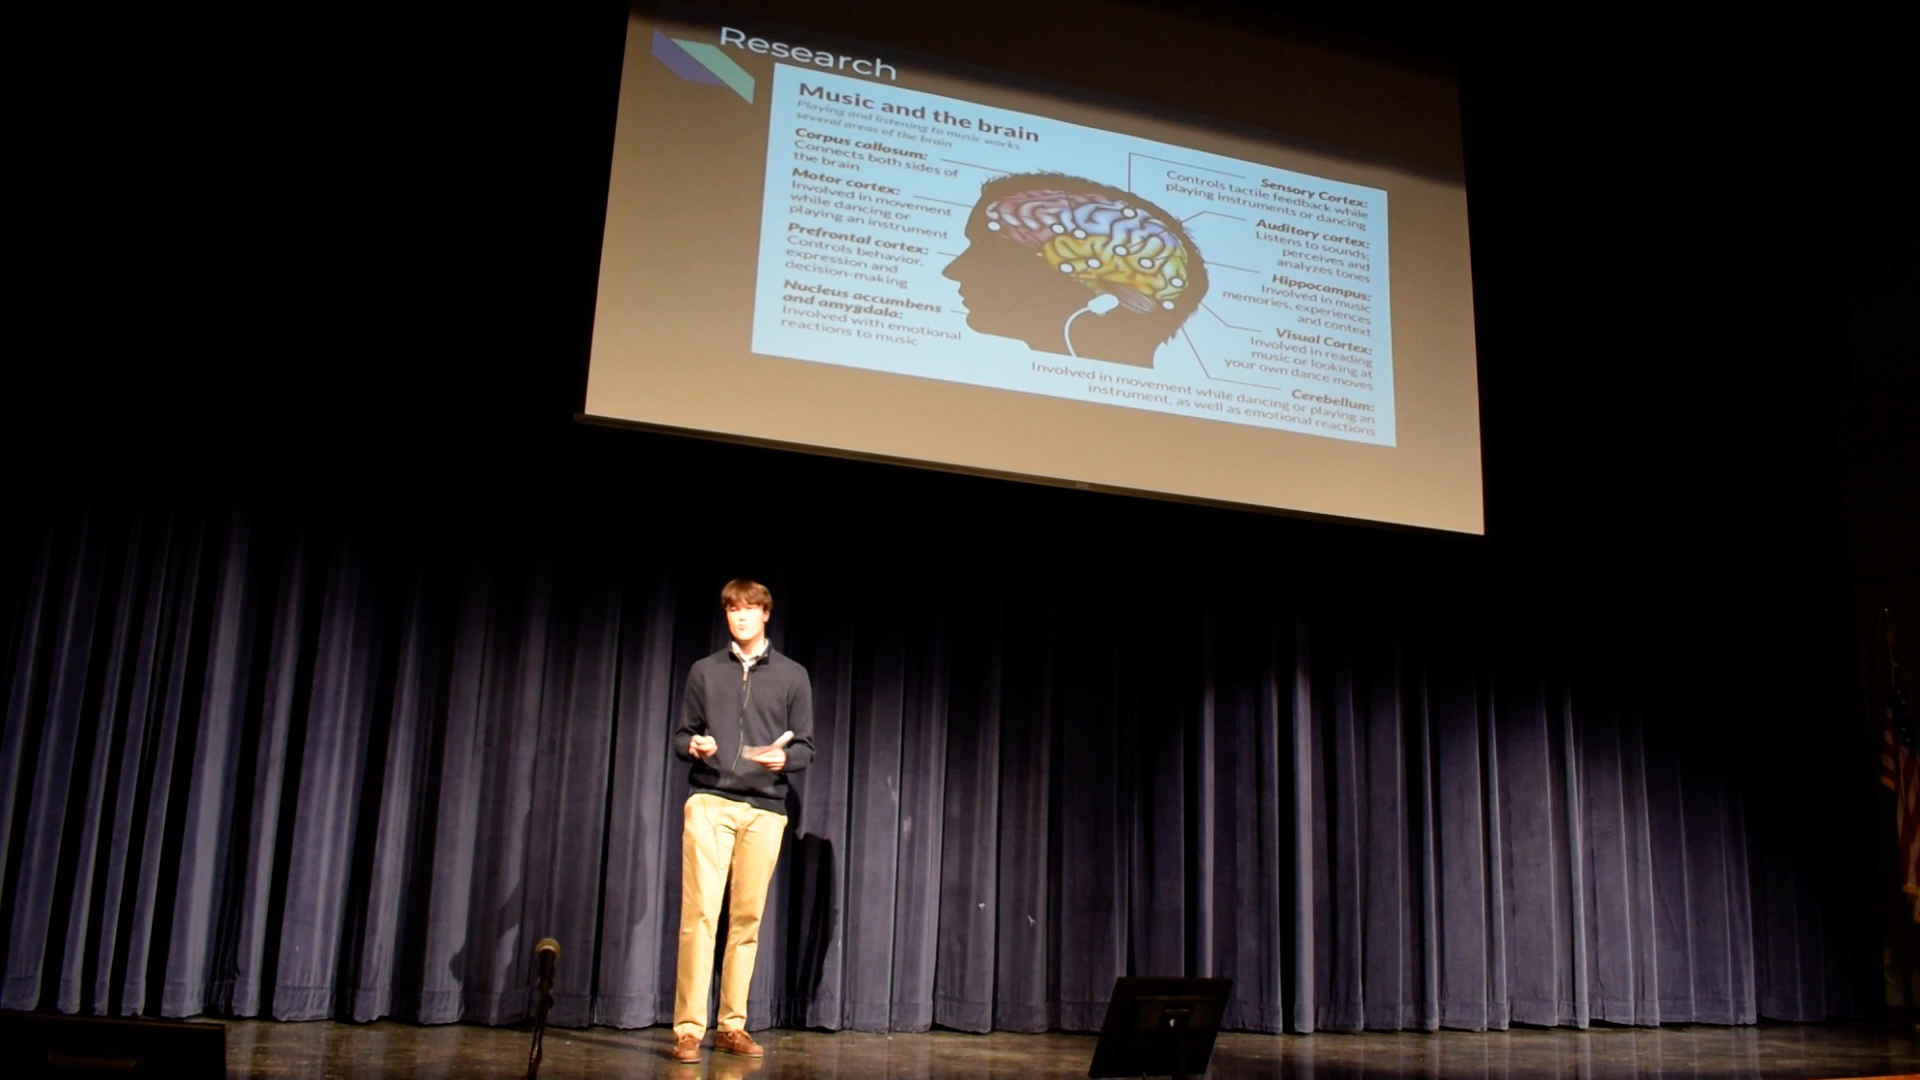 Research
Music and the brain
Playing and listening to music works
several areas of the brain
Corpus callosum:
Connects both sides of
the brain
Motor cortex:
Involved in movement
while dancing or
playing an instrument
Prefrontal cortex:
Controls behavior,
expression and
decision-making
Nucleus accumbens
and amygdala:
Involved with emotional
reactions to music
Sensory Cortex:
Controls tactile feedback while
playing instruments or dancing
Auditory cortex:
Listens to sounds;
perceives and
analyzes tones
Hippocampus:
Involved in music
memories, experiences
and context
Visual Cortex:
Involved in reading
music or looking at
your own dance moves
Cerebellum:
Involved in movement while dancing or playing an
instrument, as well as emotional reactions